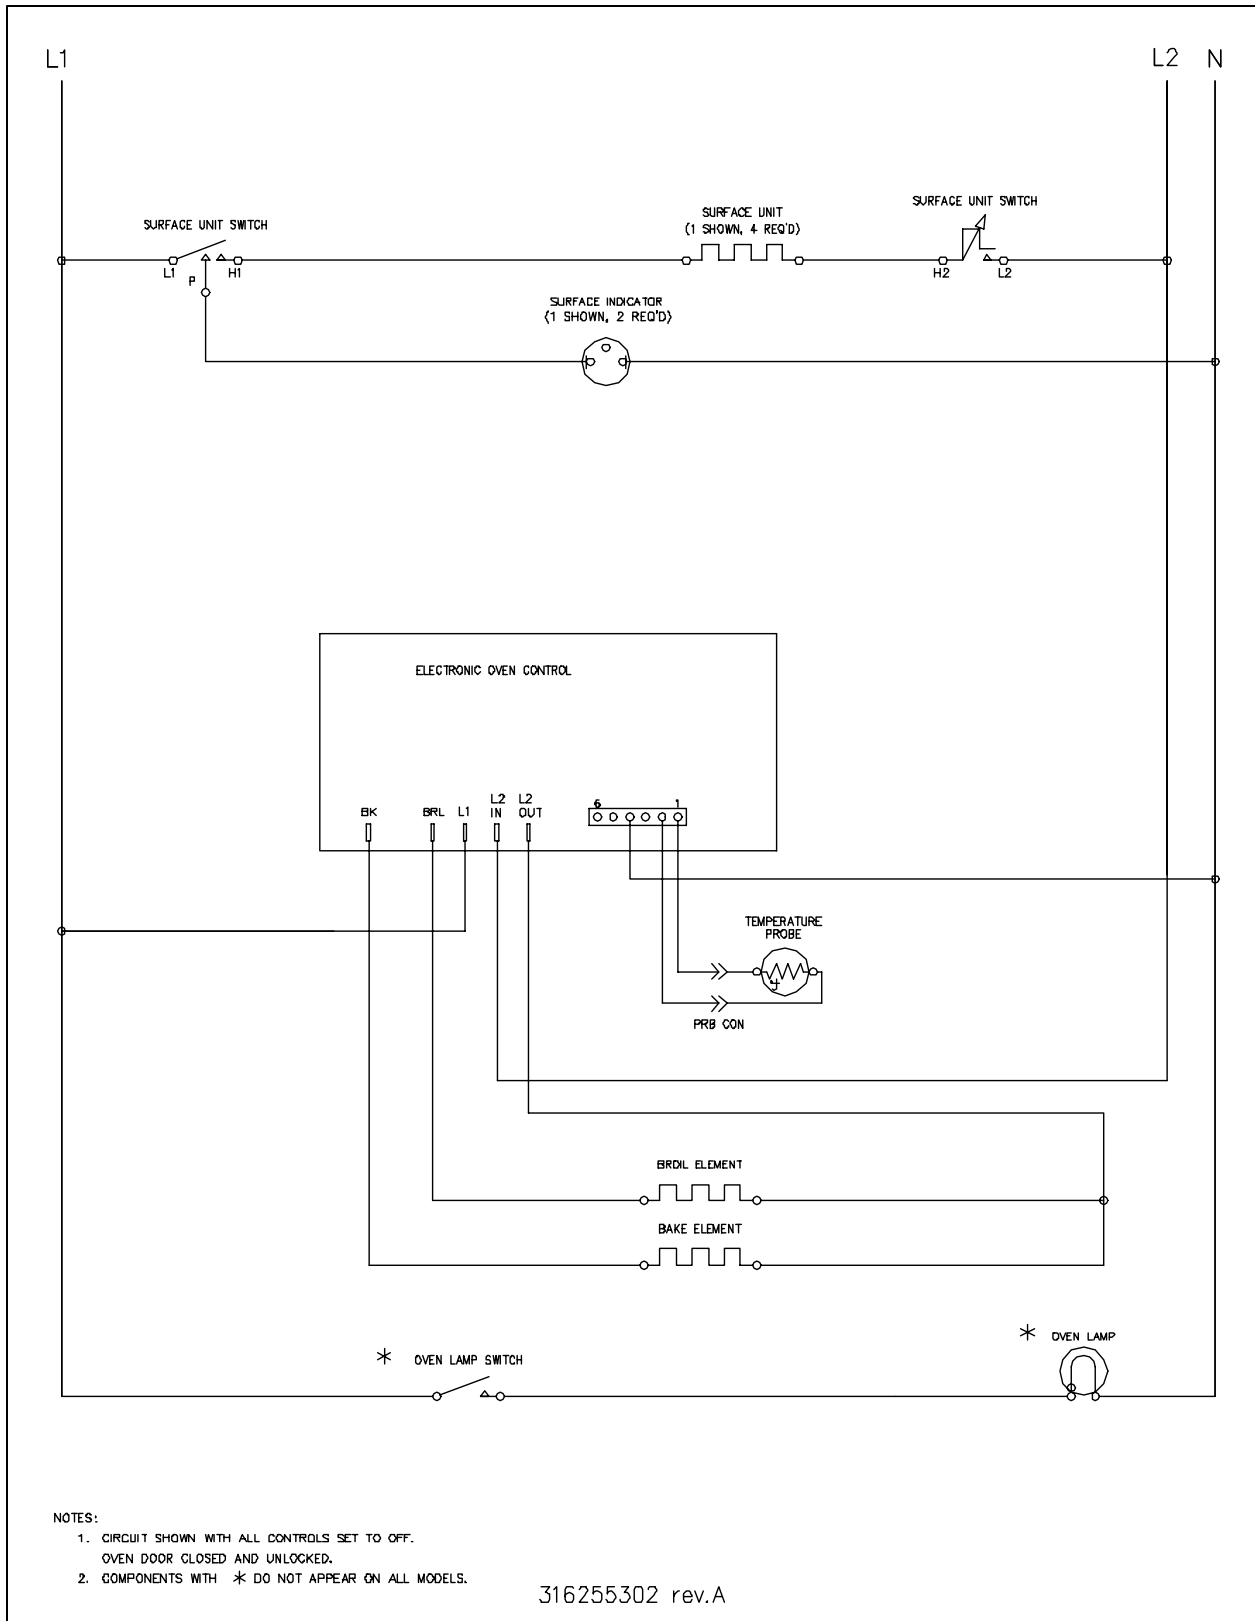 L1
L2 N
SURFACE UNIT SWITCH
SURFACE UNIT
(1 SHOWN, 4 REQ'D)
SURFACE UNIT SWITCH
L1
P
H1
H2
L2
SURFACE INDICATOR
(1 SHOWN, 2 REQ'D)
ELECTRONIC OVEN CONTROL
BK
BRL
L1
L2
IN
L2
OUT
6
1
TEMPERATURE
PROBE
PRB CON
BROIL ELEMENT
BAKE ELEMENT
* OVEN LAMP SWITCH
* OVEN LAMP
NOTES:
1. CIRCUIT SHOWN WITH ALL CONTROLS SET TO OFF.
OVEN DOOR CLOSED AND UNLOCKED.
2. COMPONENTS WITH * DO NOT APPEAR ON ALL MODELS.
316255302 rev.A